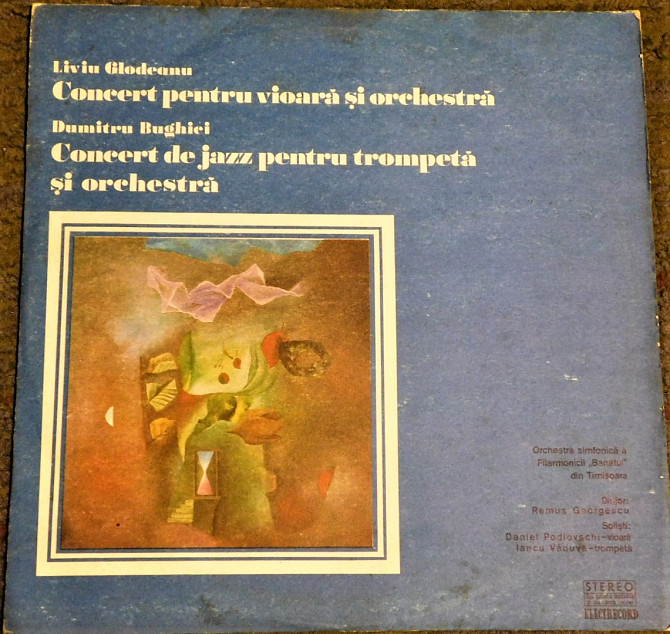 Liviu Glodeanu
Concert pentru vioară și orchestră
Dumitru Bughici
Concert de jazz pentru trompetă
și orchestră
Orchestra simfonică a
Filarmonicii „Banatul"
din Timișoara
Dirijor:
Remus Georgescu
Soliști:
Daniel Podlovschi–vioară
Iancu Văduva–trompetă
STEREO
ELECTRECORD